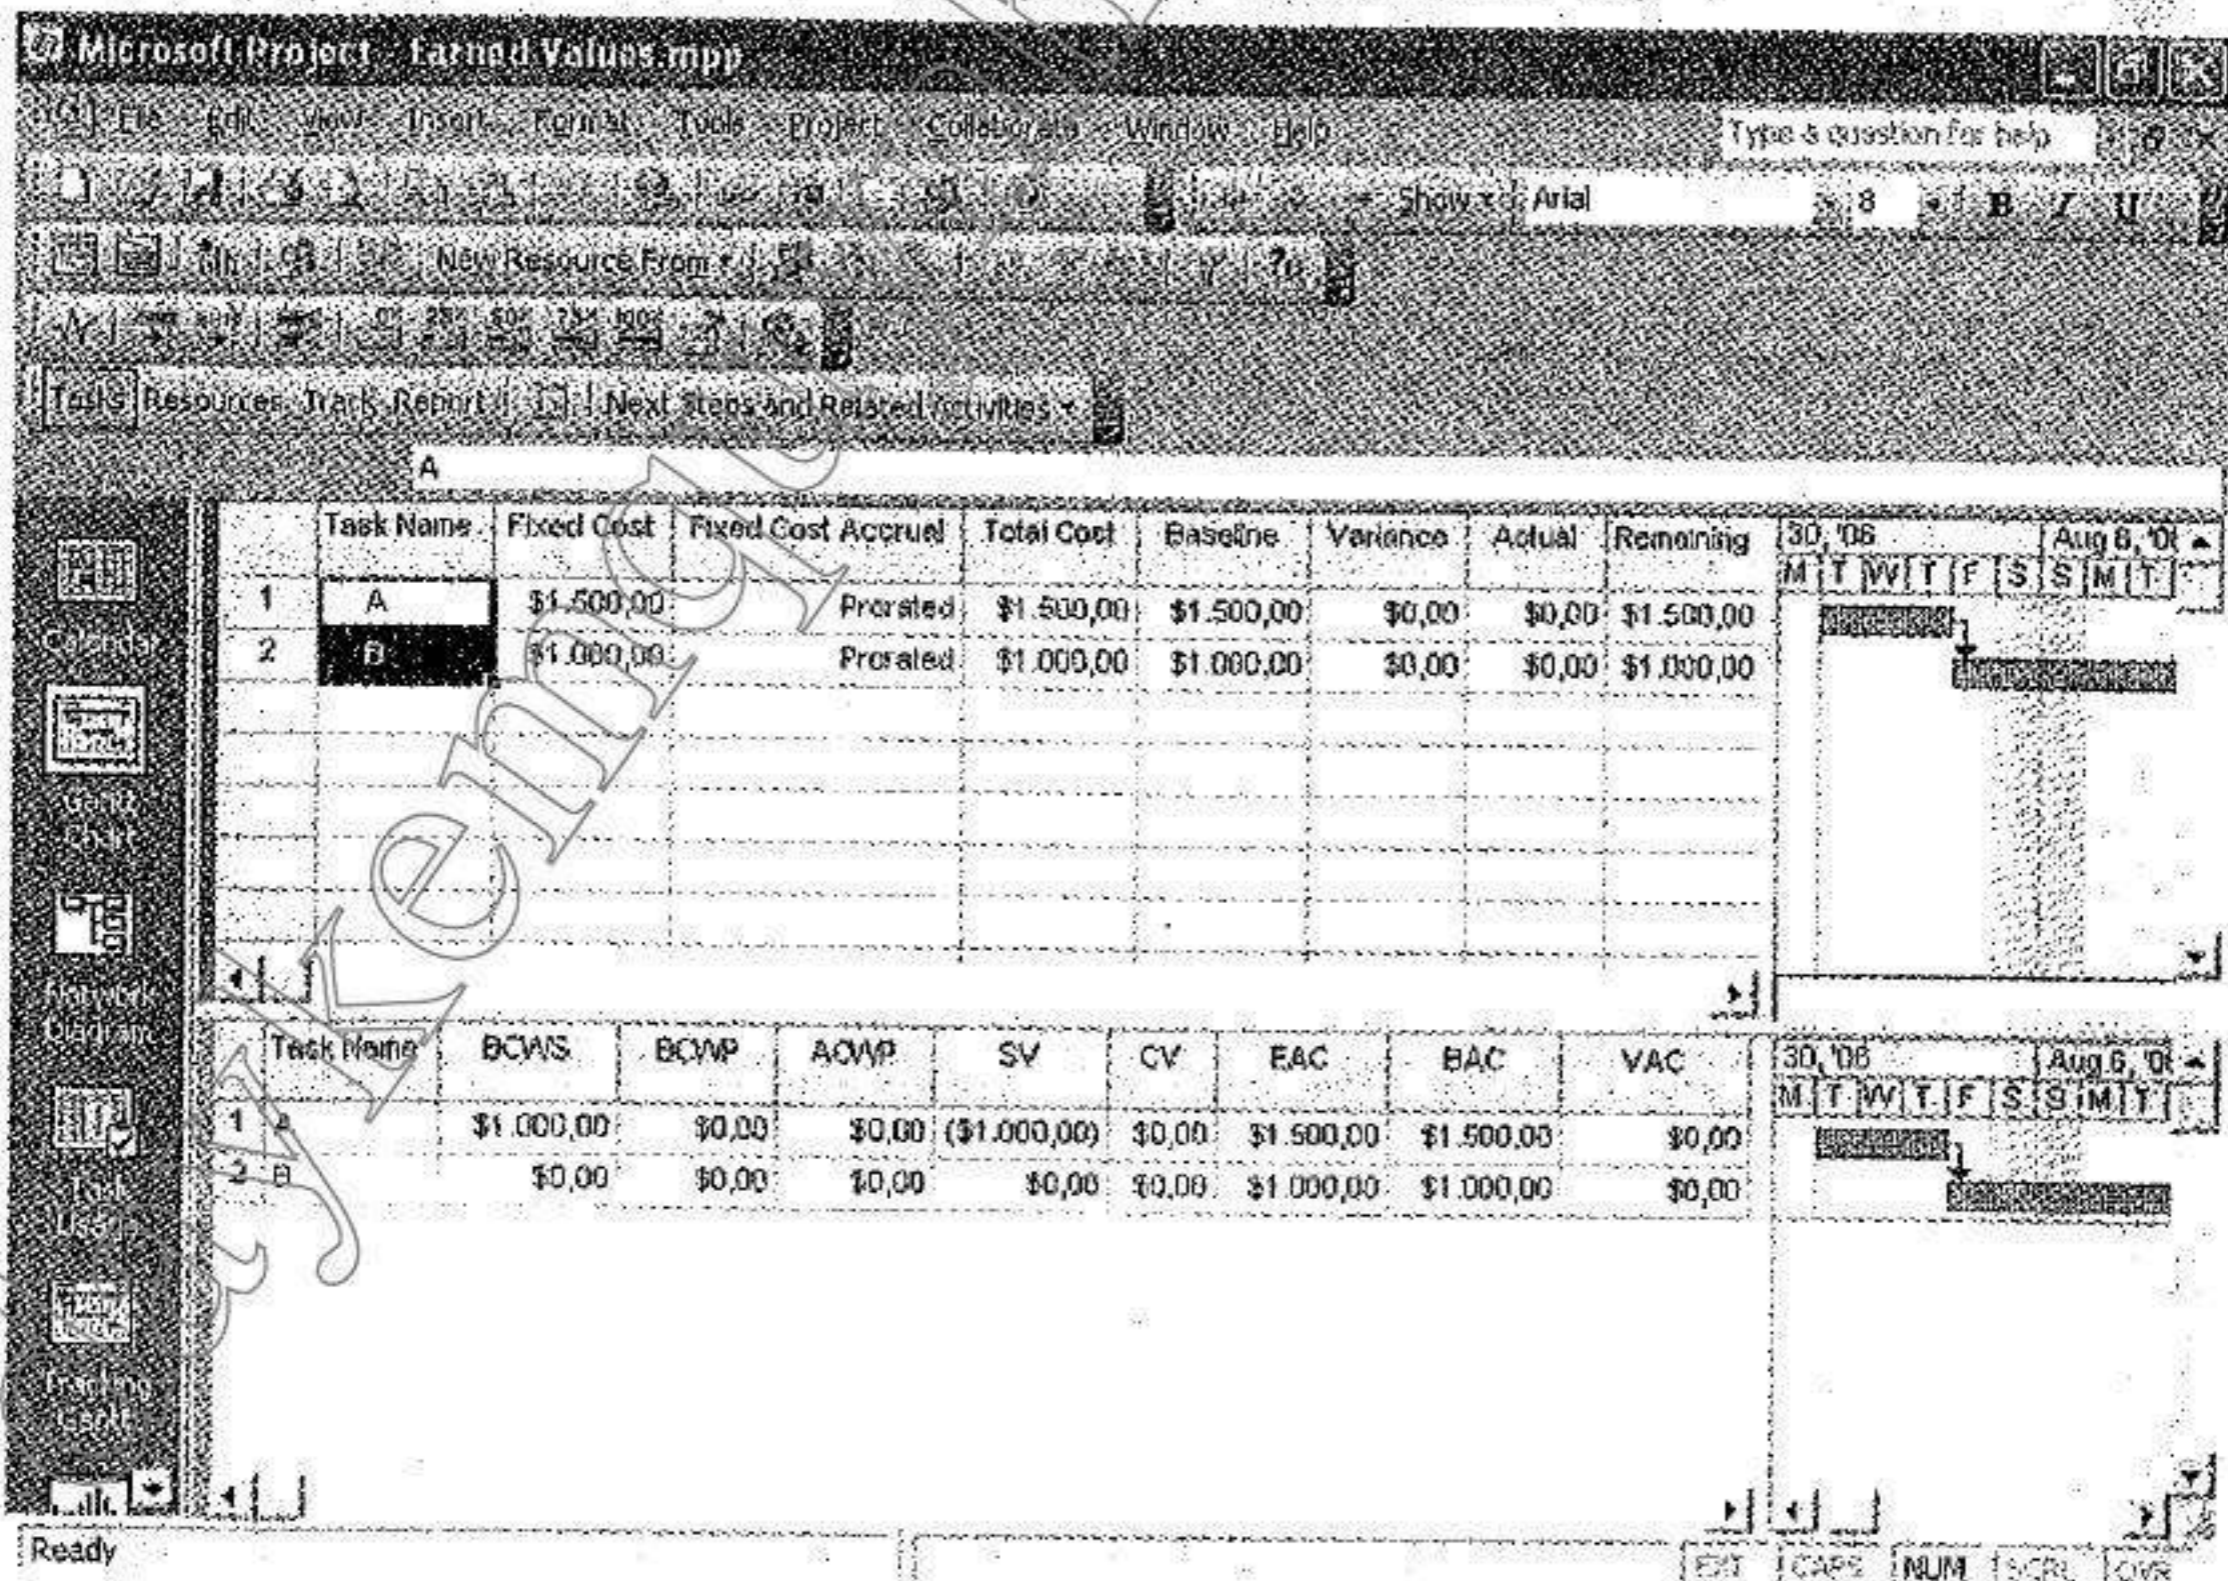 Microsoft Project - Earned Values.mpp
File Edit View Insert Format Tools Project Collaborate Window Help Type a question for help
Show Arial 8 B I U
New Resource From
Tasks Resources Track Report Next Steps and Related Activities
A
Task Name Fixed Cost Fixed Cost Accrual Total Cost Baseline Variance Actual Remaining 30, '06 Aug 6, '0
M T W T F S S M T
1 A $1.500,00 Prorated $1.500,00 $1.500,00 $0,00 $0,00 $1.500,00
2 B $1.000,00 Prorated $1.000,00 $1.000,00 $0,00 $0,00 $1.000,00
Calendar
Gantt
Chart
Network
Diagram
Task Name BCWS BCWP ACWP SV CV EAC BAC VAC 30, '06 Aug 6, '0
M T W T F S S M T
1 A $1.000,00 $0,00 $0,00 ($1.000,00) $0,00 $1.500,00 $1.500,00 $0,00
2 B $0,00 $0,00 $0,00 $0,00 $0,00 $1.000,00 $1.000,00 $0,00
Task
Usage
Tracking
Gantt
Ready EXT CAPS NUM SCRL OVR